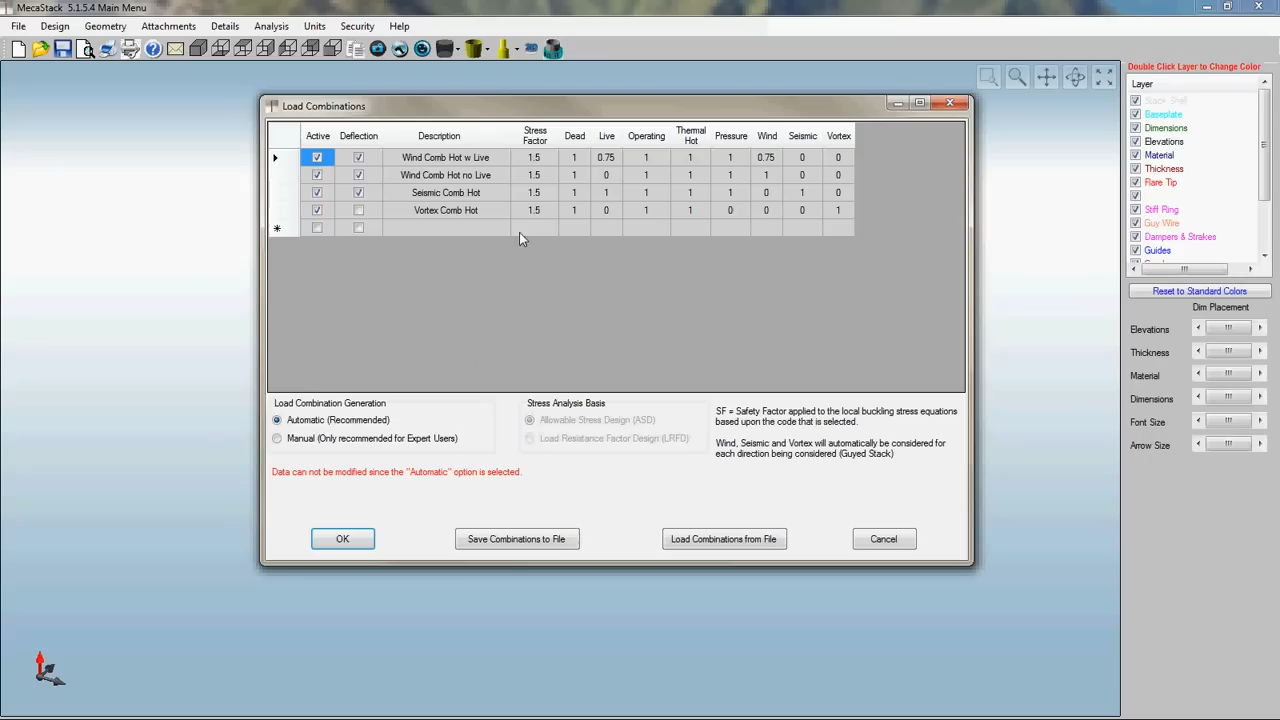 MecaStack 5.1.5.4 Main Menu
File Design Geometry Attachments Details Analysis Units Security Help
Double Click Layer to Change Color
Layer
Stack Shell
Baseplate
Dimensions
Elevations
Material
Thickness
Flare Tip
Stiff Ring
Guy Wire
Dampers & Strakes
Guides
Reset to Standard Colors
Dim Placement
Elevations
Thickness
Material
Dimensions
Font Size
Arrow Size
Load Combinations
Active Deflection Description Stress Factor Dead Live Operating Thermal Hot Pressure Wind Seismic Vortex
Wind Comb Hot w Live 1.5 1 0.75 1 1 1 0.75 0 0
Wind Comb Hot no Live 1.5 1 0 1 1 1 1 0 0
Seismic Comb Hot 1.5 1 1 1 1 1 0 1 0
Vortex Comb Hot 1.5 1 0 1 1 0 0 0 1
Load Combination Generation
Automatic (Recommended)
Manual (Only recommended for Expert Users)
Stress Analysis Basis
Allowable Stress Design (ASD)
Load Resistance Factor Design (LRFD)
SF = Safety Factor applied to the local buckling stress equations
based upon the code that is selected.
Wind, Seismic and Vortex will automatically be considered for
each direction being considered (Guyed Stack)
Data can not be modified since the "Automatic" option is selected.
OK
Save Combinations to File
Load Combinations from File
Cancel